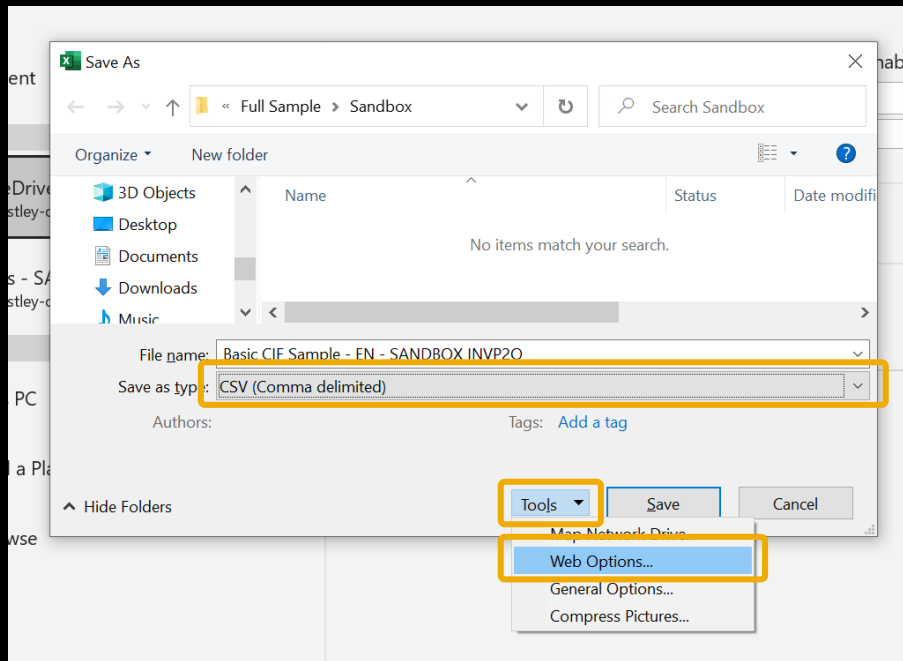 Save As
ent
« Full Sample > Sandbox
Search Sandbox
Organize
New folder
?
3D Objects
Name
Status
Date modifi
Desktop
No items match your search.
Documents
Downloads
Music
File name: Basic CIF Sample - EN - SANDBOX INVP2O
Save as type: CSV (Comma delimited)
Authors:
Tags: Add a tag
PC
Hide Folders
Tools
Save
Cancel
wse
Map Network Drive...
Web Options...
General Options...
Compress Pictures...